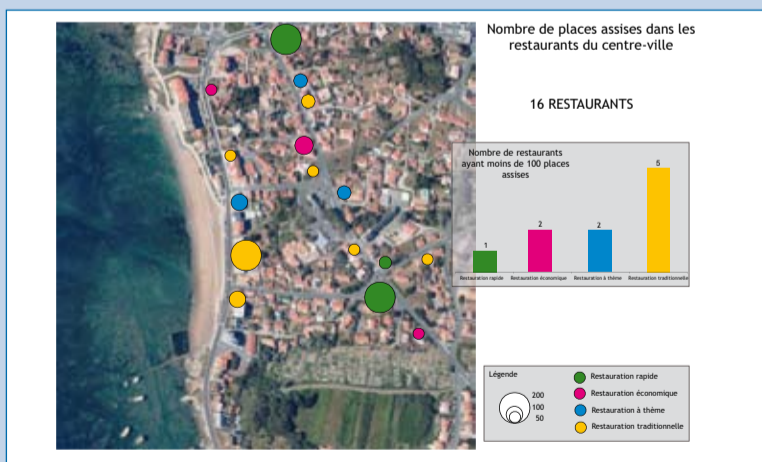 Nombre de places assises dans les
restaurants du centre-ville
16 RESTAURANTS
Nombre de restaurants
ayant moins de 100 places
assises
1
2
2
5
Restauration rapide
Restauration économique
Restauration à thème
Restauration traditionnelle
Légende
200
100
50
Restauration rapide
Restauration économique
Restauration à thème
Restauration traditionnelle